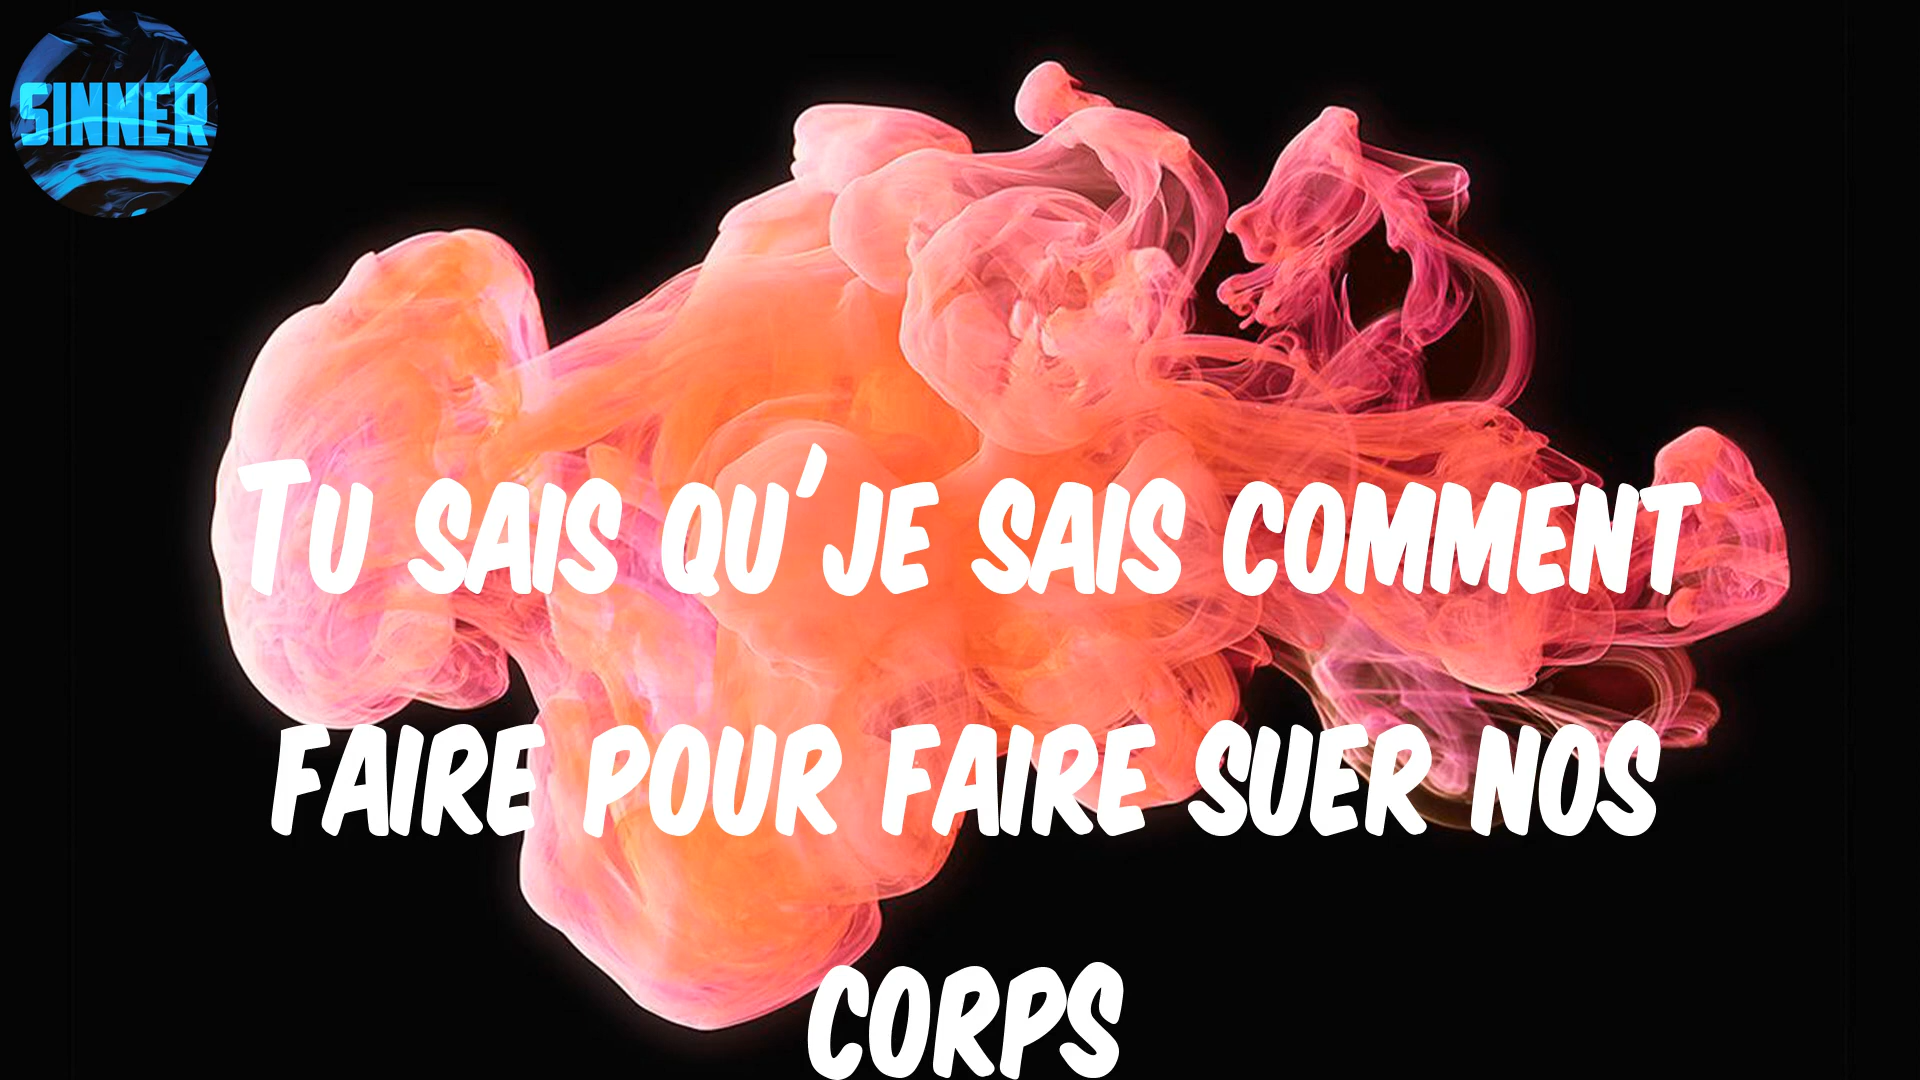 SINNER
TU SAIS QU'JE SAIS COMMENT
FAIRE POUR FAIRE SUER NOS
CORPS